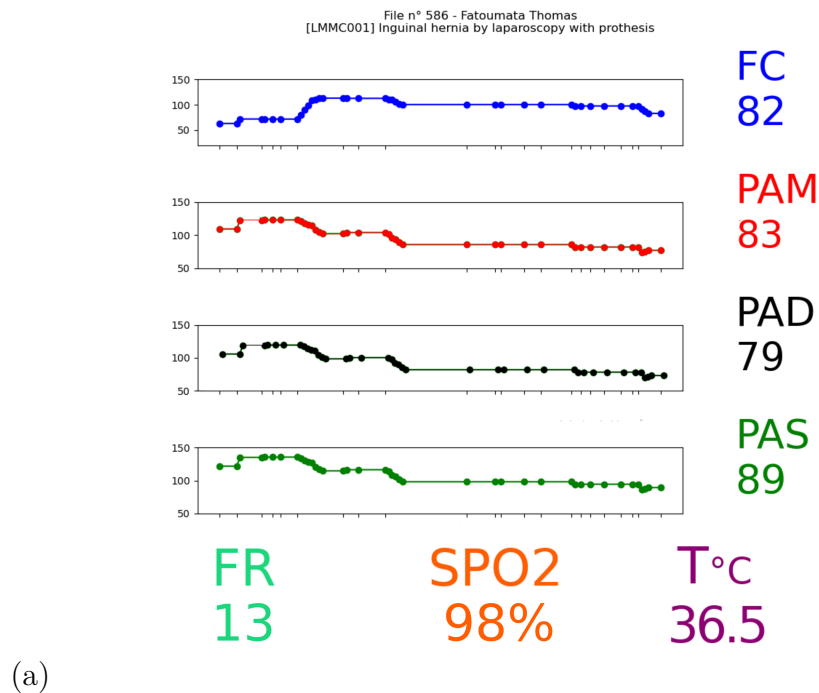 File n° 586 - Fatoumata Thomas
[LMMC001] Inguinal hernia by laparoscopy with prothesis
150
100
50
FC
82
150
100
50
PAM
83
150
100
50
PAD
79
150
100
50
PAS
89
FR
13
SPO2
98%
T°C
36.5
(a)